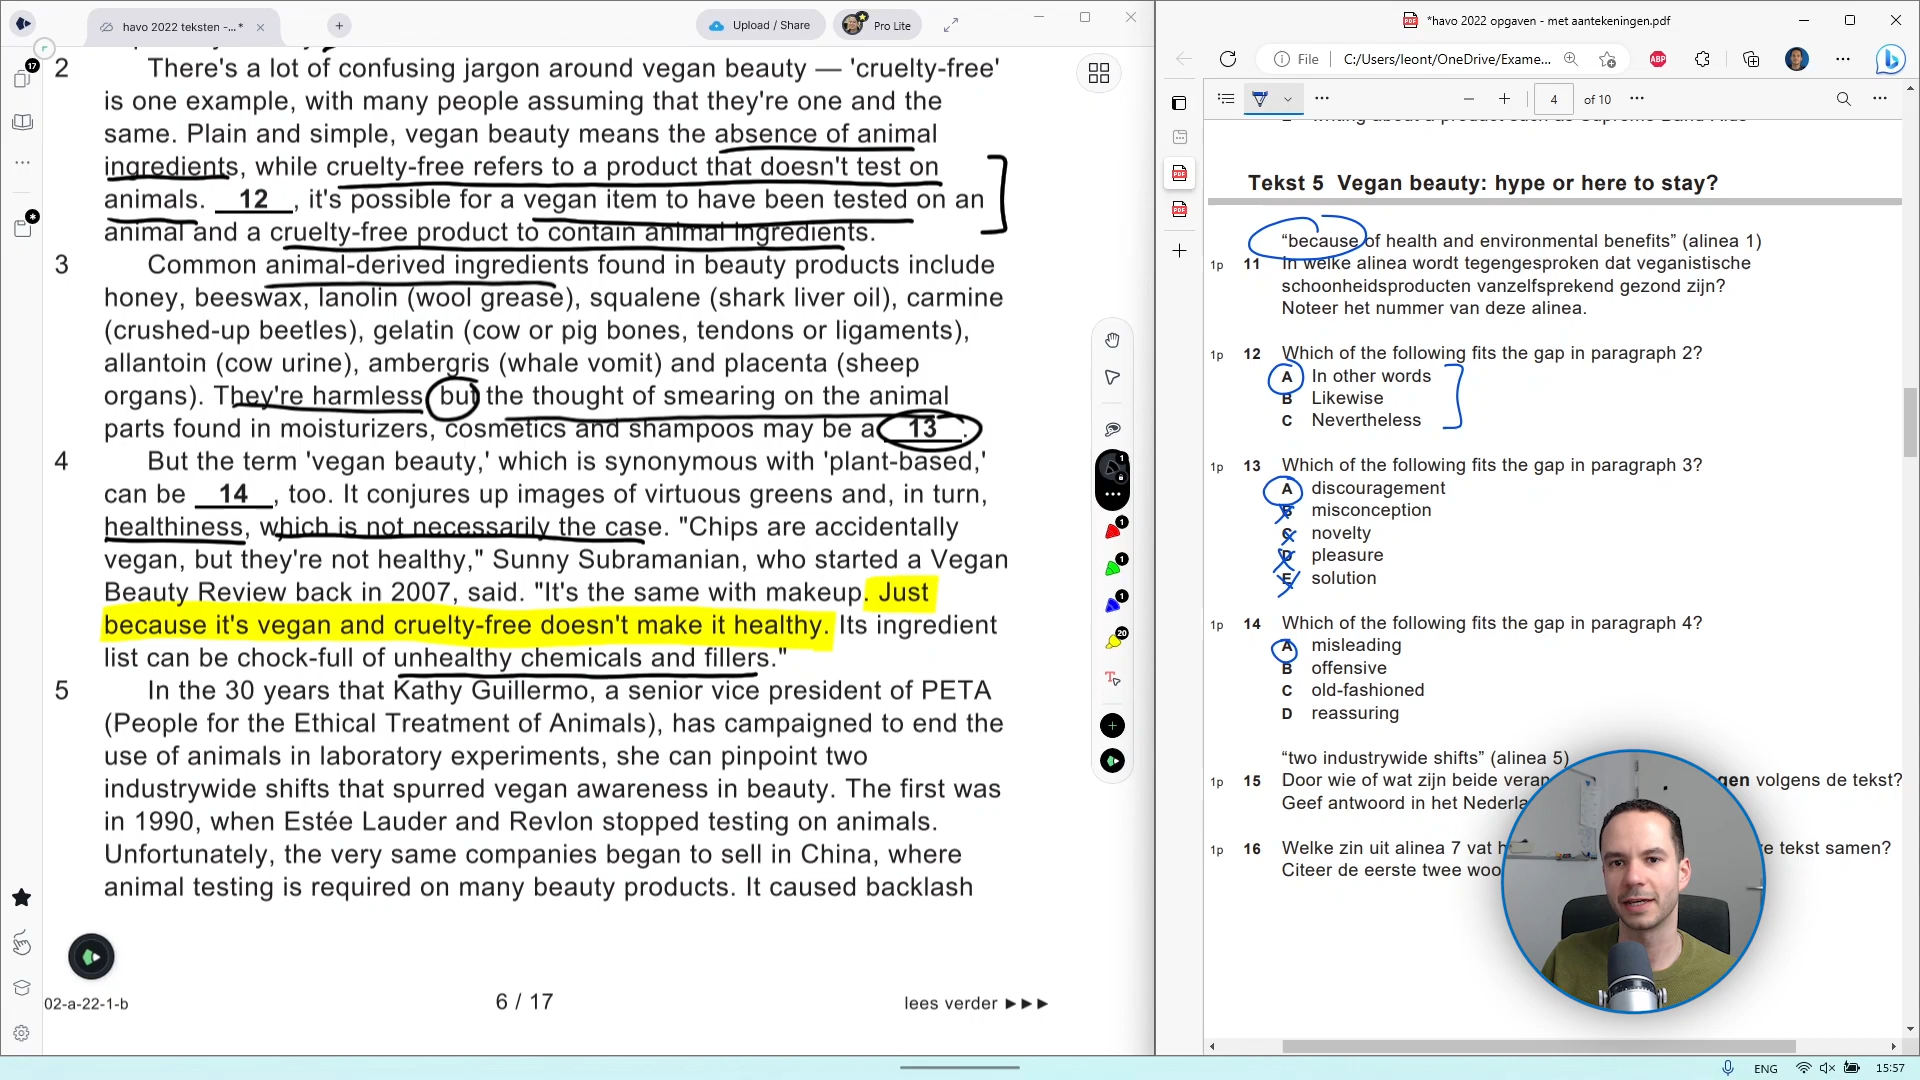 havo 2022 teksten -...*
Upload / Share
Pro Lite
17
2 There's a lot of confusing jargon around vegan beauty — 'cruelty-free'
is one example, with many people assuming that they're one and the
same. Plain and simple, vegan beauty means the absence of animal
ingredients, while cruelty-free refers to a product that doesn't test on
animals. 12 , it's possible for a vegan item to have been tested on an
animal and a cruelty-free product to contain animal ingredients.
3 Common animal-derived ingredients found in beauty products include
honey, beeswax, lanolin (wool grease), squalene (shark liver oil), carmine
(crushed-up beetles), gelatin (cow or pig bones, tendons or ligaments),
allantoin (cow urine), ambergris (whale vomit) and placenta (sheep
organs). They're harmless but the thought of smearing on the animal
parts found in moisturizers, cosmetics and shampoos may be a 13 .
4 But the term 'vegan beauty,' which is synonymous with 'plant-based,'
can be 14 , too. It conjures up images of virtuous greens and, in turn,
healthiness, which is not necessarily the case. "Chips are accidentally
vegan, but they're not healthy," Sunny Subramanian, who started a Vegan
Beauty Review back in 2007, said. "It's the same with makeup. Just
because it's vegan and cruelty-free doesn't make it healthy. Its ingredient
list can be chock-full of unhealthy chemicals and fillers."
5 In the 30 years that Kathy Guillermo, a senior vice president of PETA
(People for the Ethical Treatment of Animals), has campaigned to end the
use of animals in laboratory experiments, she can pinpoint two
industrywide shifts that spurred vegan awareness in beauty. The first was
in 1990, when Estée Lauder and Revlon stopped testing on animals.
Unfortunately, the very same companies began to sell in China, where
animal testing is required on many beauty products. It caused backlash
02-a-22-1-b
6 / 17
lees verder ►►►
1
1
1
1
20
*havo 2022 opgaven - met aantekeningen.pdf
File
C:/Users/leont/OneDrive/Exame...
ABP
4 of 10
Tekst 5 Vegan beauty: hype or here to stay?
“because of health and environmental benefits” (alinea 1)
1p 11 In welke alinea wordt tegengesproken dat veganistische
schoonheidsproducten vanzelfsprekend gezond zijn?
Noteer het nummer van deze alinea.
1p 12 Which of the following fits the gap in paragraph 2?
A In other words
B Likewise
C Nevertheless
1p 13 Which of the following fits the gap in paragraph 3?
A discouragement
B misconception
C novelty
D pleasure
E solution
1p 14 Which of the following fits the gap in paragraph 4?
A misleading
B offensive
C old-fashioned
D reassuring
“two industrywide shifts” (alinea 5)
1p 15 Door wie of wat zijn beide volgens de tekst?
Geef antwoord in het
1p 16 Welke zin uit alinea 7 vat tekst samen?
Citeer de eerste twee
ENG
15:57